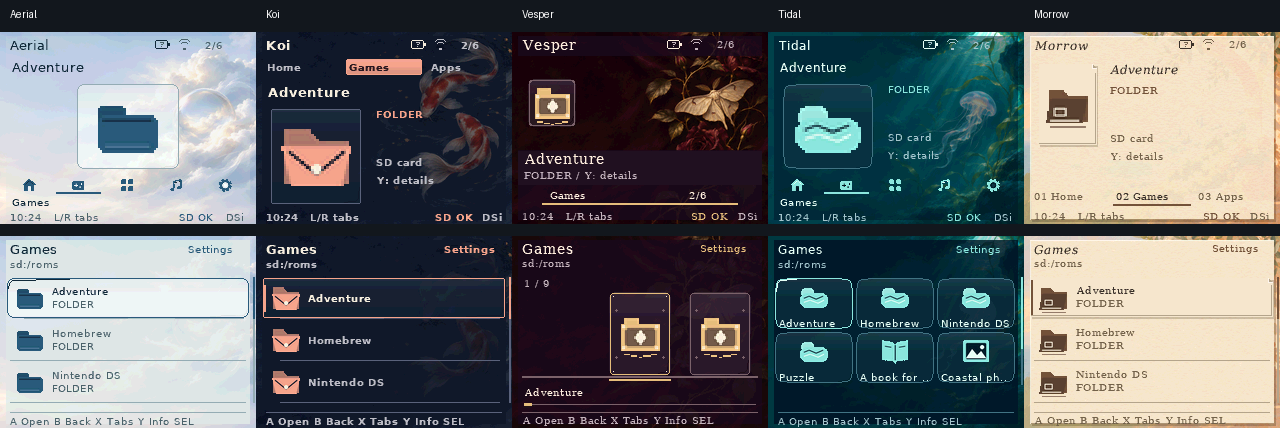 Aerial
Koi
Vesper
Tidal
Morrow
Aerial
2/6
Adventure
Games
10:24 L/R tabs SD OK DSi
Koi
2/6
Home Games Apps
Adventure
FOLDER
SD card
Y: details
10:24 L/R tabs SD OK DSi
Vesper
2/6
Adventure
FOLDER / Y: details
Games 2/6
10:24 L/R tabs SD OK DSi
Tidal
2/6
Adventure
FOLDER
SD card
Y: details
Games
10:24 L/R tabs SD OK DSi
Morrow
2/6
Adventure
FOLDER
SD card
Y: details
01 Home 02 Games 03 Apps
10:24 L/R tabs SD OK DSi
Games Settings
sd:/roms
Adventure
FOLDER
Homebrew
FOLDER
Nintendo DS
FOLDER
A Open B Back X Tabs Y Info SEL
Games Settings
sd:/roms
Adventure
Homebrew
Nintendo DS
A Open B Back X Tabs Y Info SEL
Games Settings
sd:/roms
1 / 9
Adventure
A Open B Back X Tabs Y Info SEL
Games Settings
sd:/roms
Adventure Homebrew Nintendo DS
Puzzle A book for .. Coastal ph..
A Open B Back X Tabs Y Info SEL
Games Settings
sd:/roms
Adventure
FOLDER
Homebrew
FOLDER
Nintendo DS
FOLDER
A Open B Back X Tabs Y Info SEL